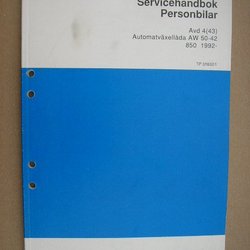 Servicehandbok
Personbilar
Avd 4(43)
Automatväxellåda AW 50-42
850 1992-